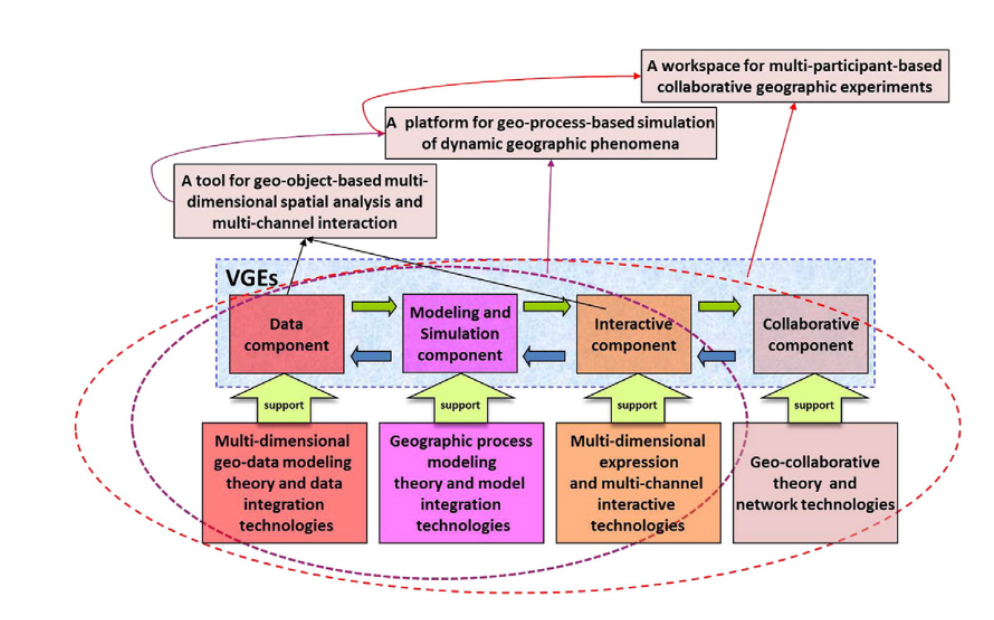 A workspace for multi-participant-based
collaborative geographic experiments
A platform for geo-process-based simulation
of dynamic geographic phenomena
A tool for geo-object-based multi-
dimensional spatial analysis and
multi-channel interaction
VGEs
Data
component
Modeling and
Simulation
component
Interactive
component
Collaborative
component
support
support
support
support
Multi-dimensional
geo-data modeling
theory and data
integration
technologies
Geographic process
modeling
theory and model
integration
technologies
Multi-dimensional
expression
and multi-channel
interactive
technologies
Geo-collaborative
theory and
network technologies